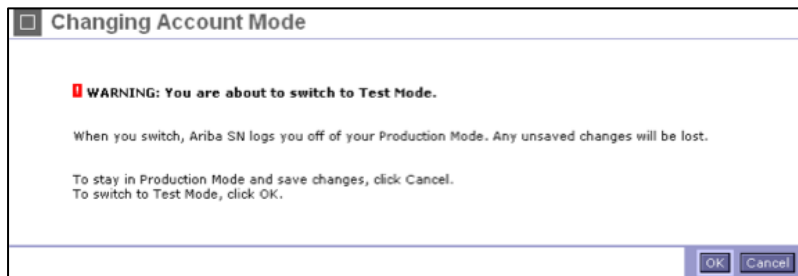 Changing Account Mode
! WARNING: You are about to switch to Test Mode.
When you switch, Ariba SN logs you off of your Production Mode. Any unsaved changes will be lost.
To stay in Production Mode and save changes, click Cancel.
To switch to Test Mode, click OK.
OK Cancel